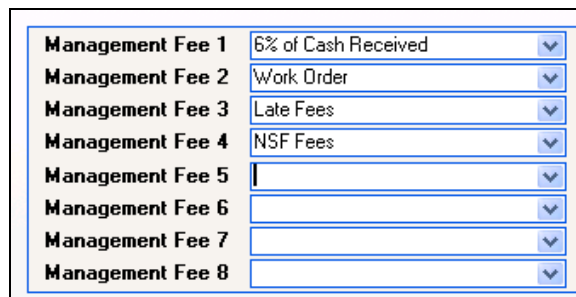 Management Fee 1 6% of Cash Received
Management Fee 2 Work Order
Management Fee 3 Late Fees
Management Fee 4 NSF Fees
Management Fee 5
Management Fee 6
Management Fee 7
Management Fee 8